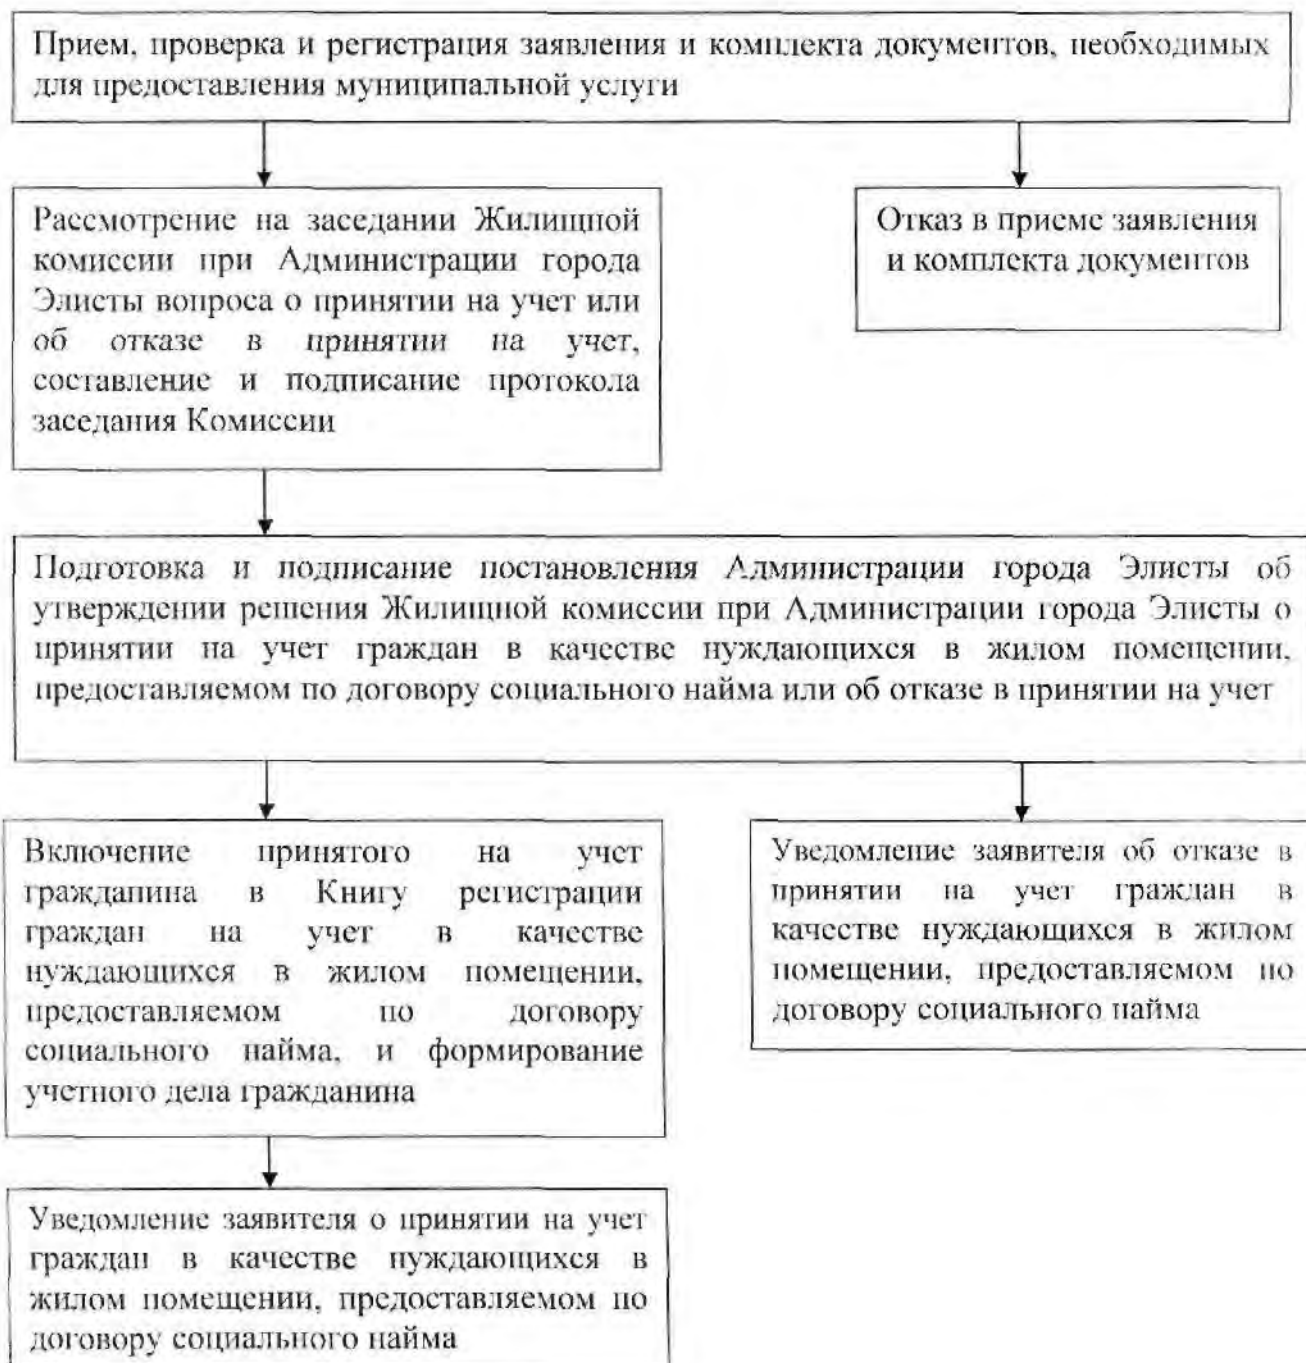 Прием, проверка и регистрация заявления и комплекта документов, необходимых
для предоставления муниципальной услуги
Рассмотрение на заседании Жилищной
комиссии при Администрации города
Элисты вопроса о принятии на учет или
об отказе в принятии на учет,
составление и подписание протокола
заседания Комиссии
Отказ в приеме заявления
и комплекта документов
Подготовка и подписание постановления Администрации города Элисты об
утверждении решения Жилищной комиссии при Администрации города Элисты о
принятии на учет граждан в качестве нуждающихся в жилом помещении,
предоставляемом по договору социального найма или об отказе в принятии на учет
Включение принятого на учет
гражданина в Книгу регистрации
граждан на учет в качестве
нуждающихся в жилом помещении,
предоставляемом по договору
социального найма, и формирование
учетного дела гражданина
Уведомление заявителя об отказе в
принятии на учет граждан в
качестве нуждающихся в жилом
помещении, предоставляемом по
договору социального найма
Уведомление заявителя о принятии на учет
граждан в качестве нуждающихся в
жилом помещении, предоставляемом по
договору социального найма